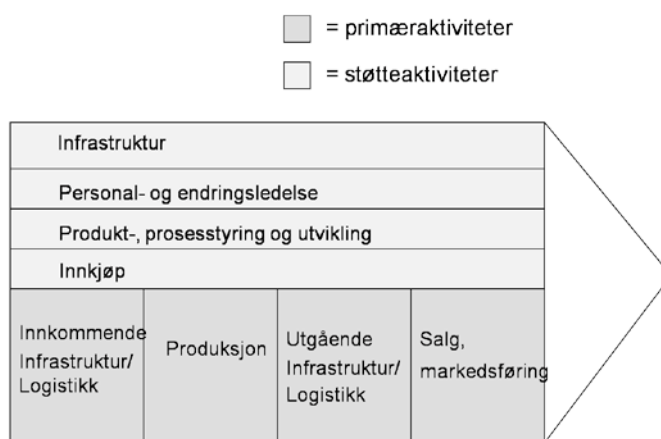 = primæraktiviteter
= støtteaktiviteter
Infrastruktur
Personal- og endringsledelse
Produkt-, prosesstyring og utvikling
Innkjøp
Innkommende
Infrastruktur/
Logistikk
Produksjon
Utgående
Infrastruktur/
Logistikk
Salg,
markedsføring